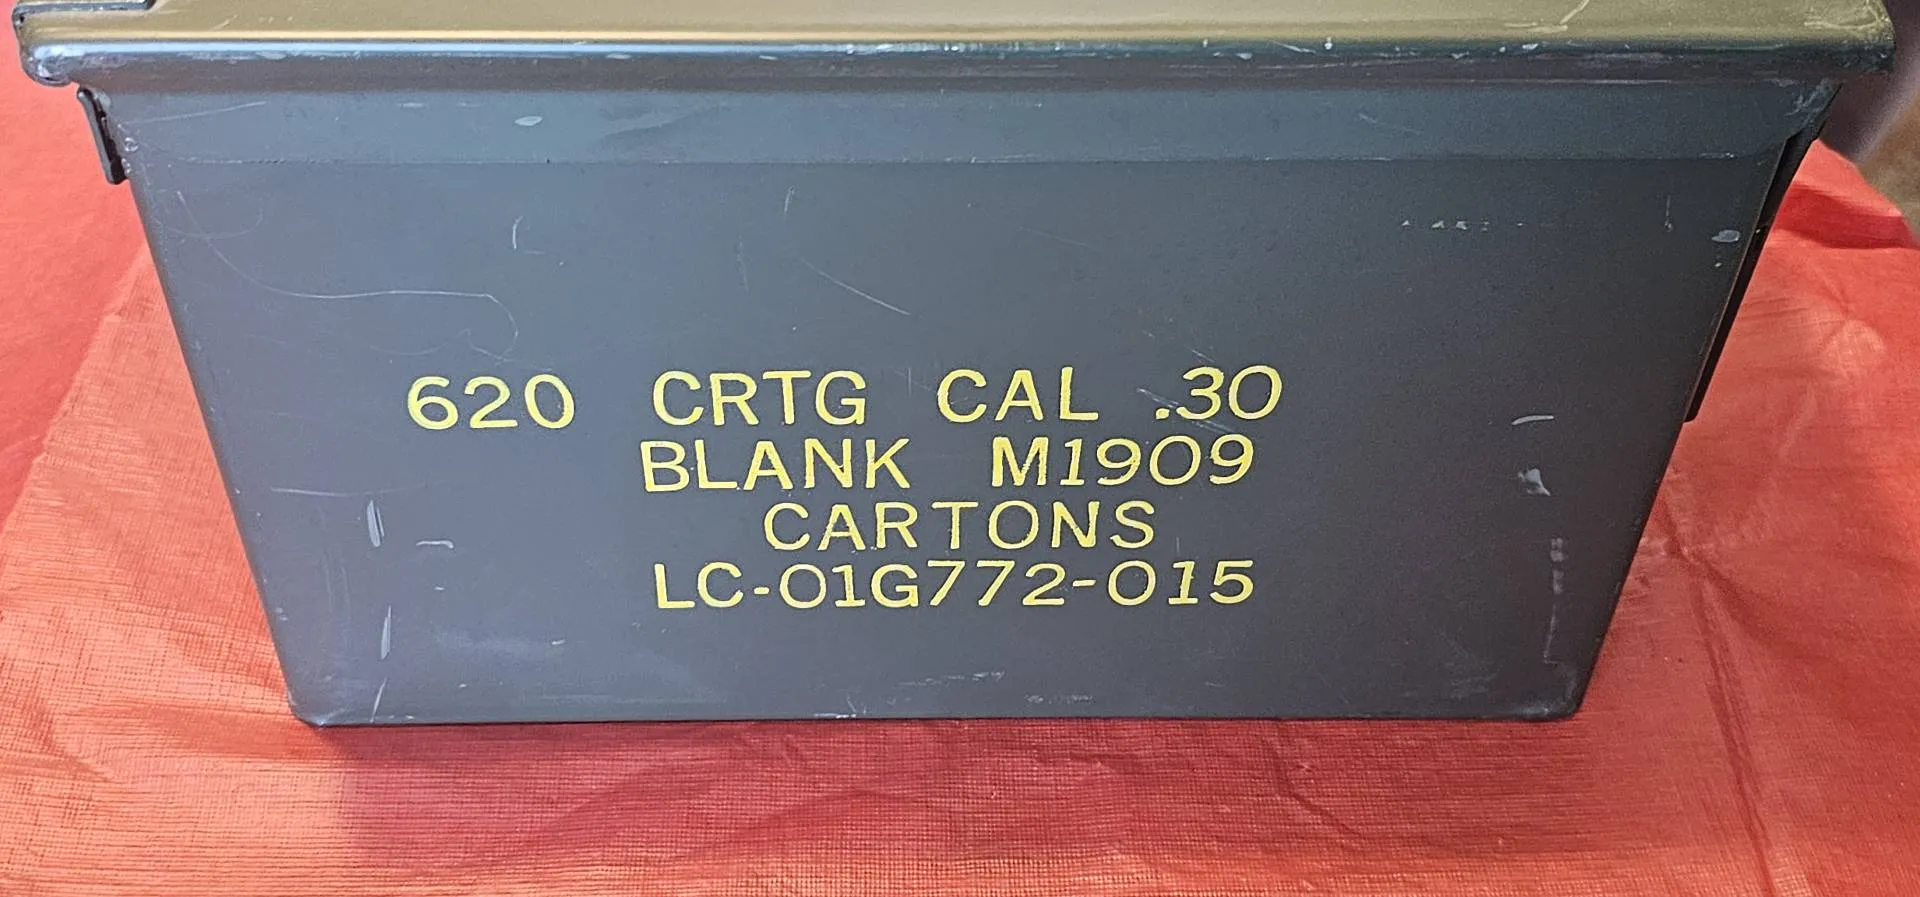 620 CRTG CAL .30
BLANK M1909
CARTONS
LC-01G772-015